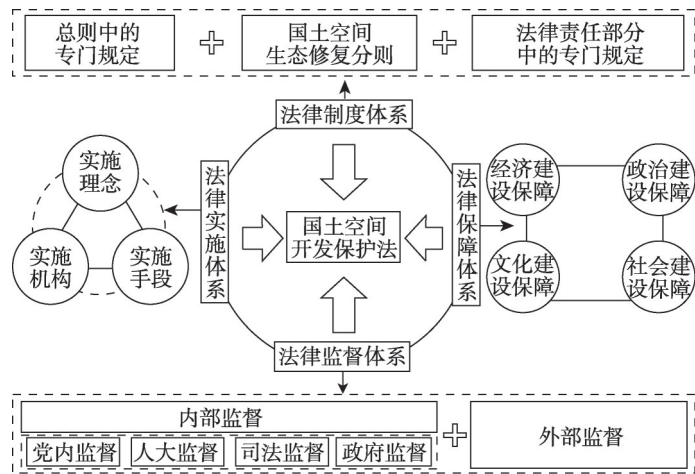 总则中的
专门规定
国土空间
生态修复分则
法律责任部分
中的专门规定
法律制度体系
实施
理念
实施
机构
实施
手段
法律实施体系
国土空间
开发保护法
法律保障体系
经济建
设保障
政治建
设保障
文化建
设保障
社会建
设保障
法律监督体系
内部监督
党内监督
人大监督
司法监督
政府监督
外部监督